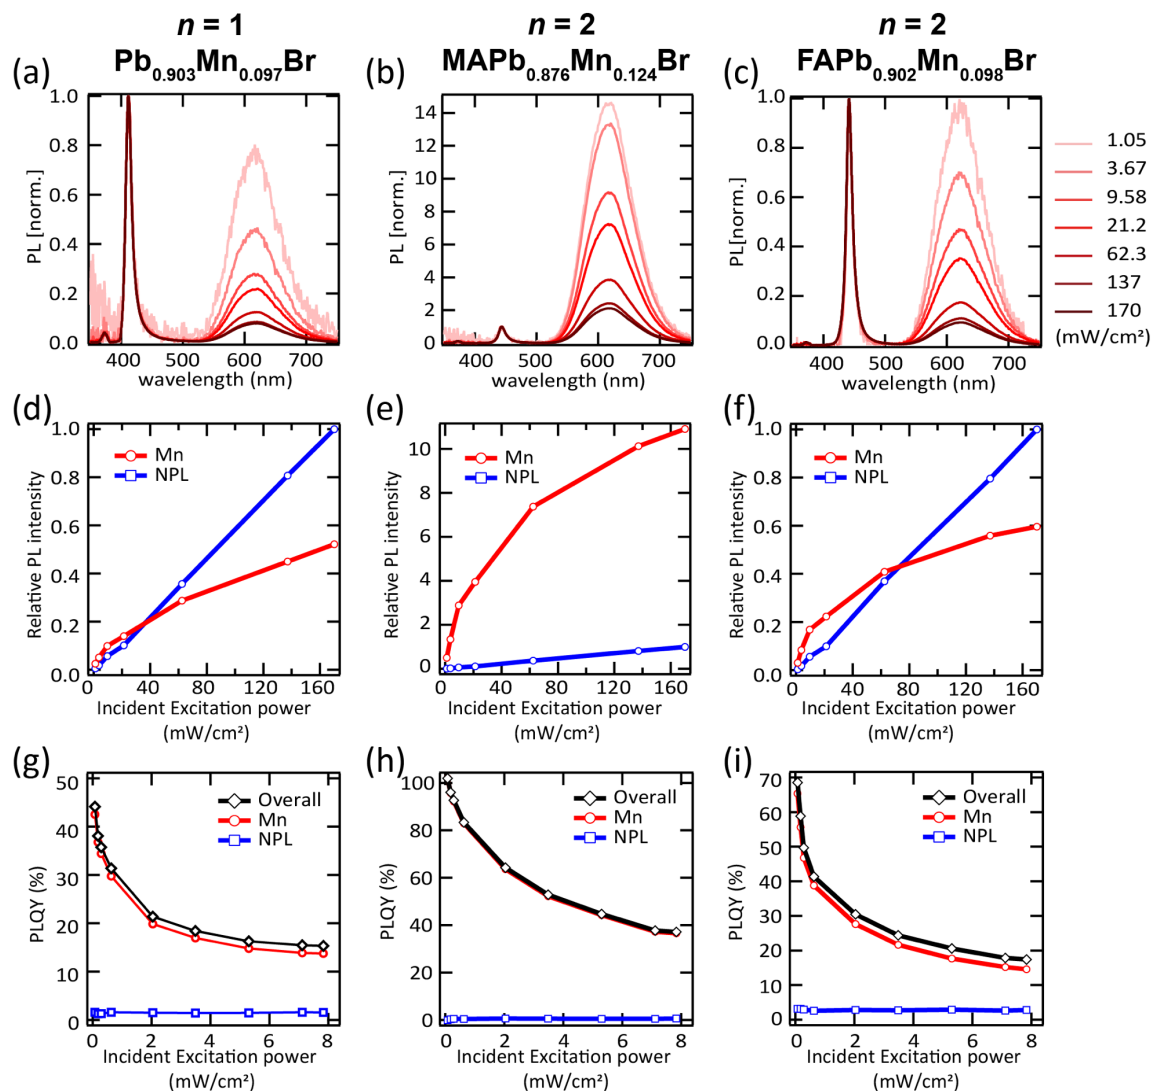 n = 1
Pb0.903Mn0.097Br
n = 2
MAPb0.876Mn0.124Br
n = 2
FAPb0.902Mn0.098Br
(a)
PL [norm.]
1.0
0.8
0.6
0.4
0.2
0.0
400 500 600 700
wavelength (nm)
(b)
PL [norm.]
14
12
10
8
6
4
2
0
400 500 600 700
wavelength (nm)
(c)
PL[norm.]
1.0
0.8
0.6
0.4
0.2
0.0
400 500 600 700
wavelength (nm)
1.05
3.67
9.58
21.2
62.3
137
170
(mW/cm²)
(d)
Relative PL intensity
1.0
0.8
0.6
0.4
0.2
0.0
Mn
NPL
0 40 80 120 160
Incident Excitation power
(mW/cm²)
(e)
Relative PL intensity
10
8
6
4
2
0
Mn
NPL
0 40 80 120 160
Incident Excitation power
(mW/cm²)
(f)
Relative PL intensity
1.0
0.8
0.6
0.4
0.2
0.0
Mn
NPL
0 40 80 120 160
Incident Excitation power
(mW/cm²)
(g)
PLQY (%)
50
40
30
20
10
0
Overall
Mn
NPL
0 2 4 6 8
Incident Excitation power
(mW/cm²)
(h)
PLQY (%)
100
80
60
40
20
0
Overall
Mn
NPL
0 2 4 6 8
Incident Excitation power
(mW/cm²)
(i)
PLQY (%)
70
60
50
40
30
20
10
0
Overall
Mn
NPL
0 2 4 6 8
Incident Excitation power
(mW/cm²)